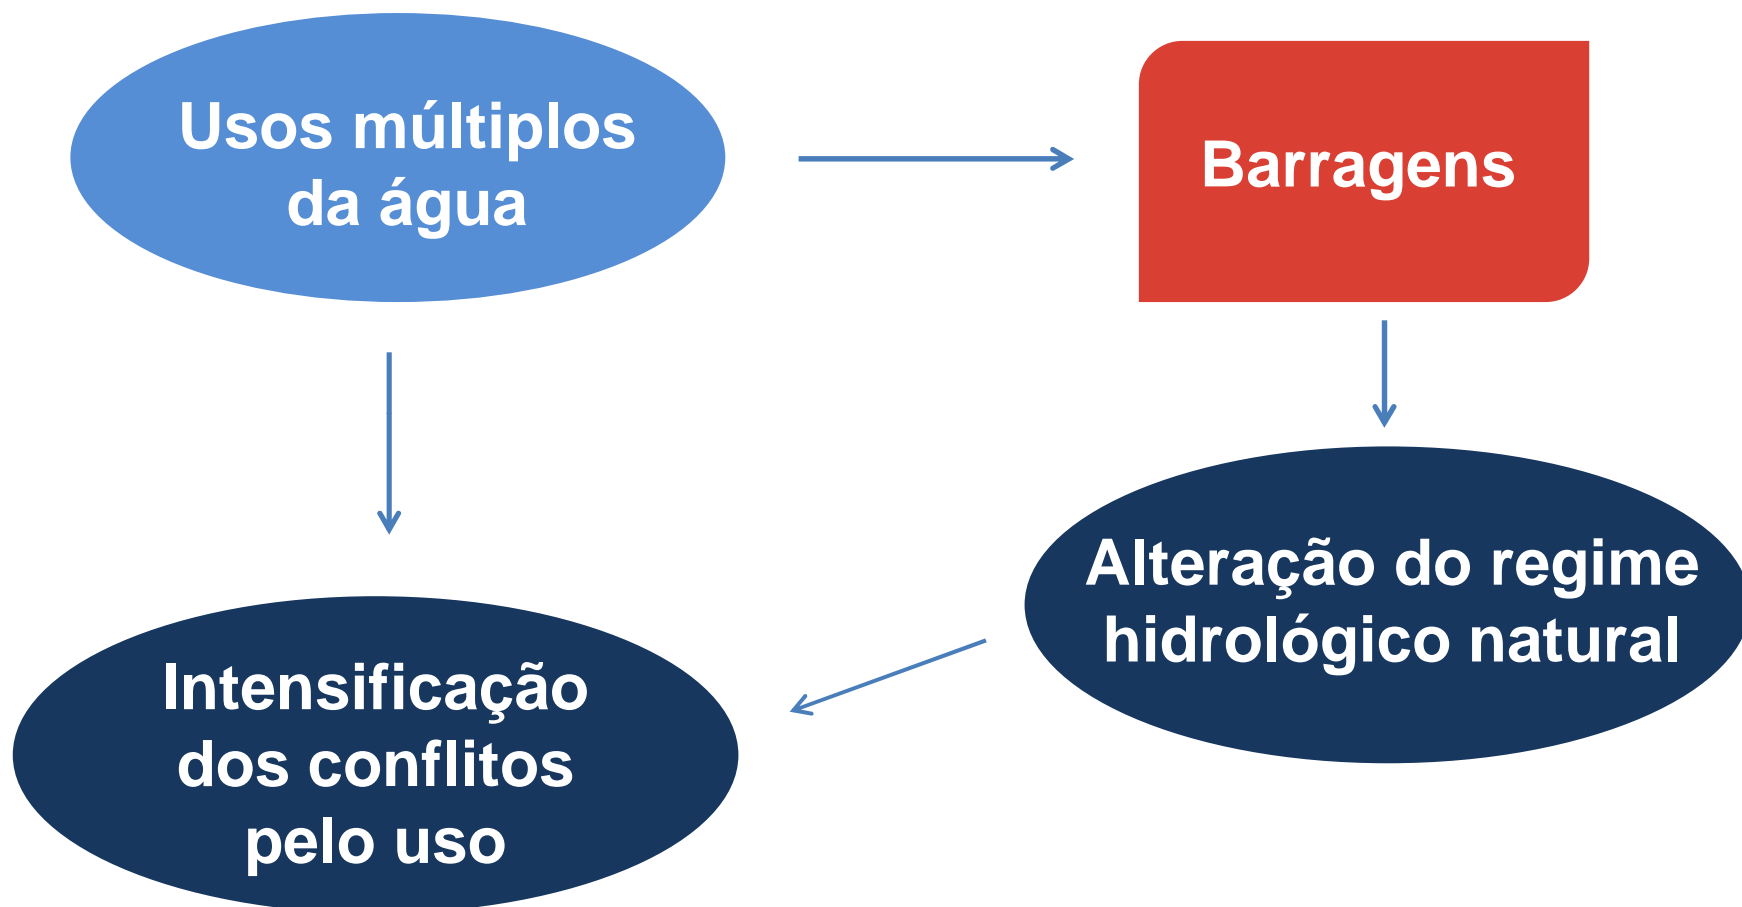 Usos múltiplos
da água
Barragens
Alteração do regime
hidrológico natural
Intensificação
dos conflitos
pelo uso